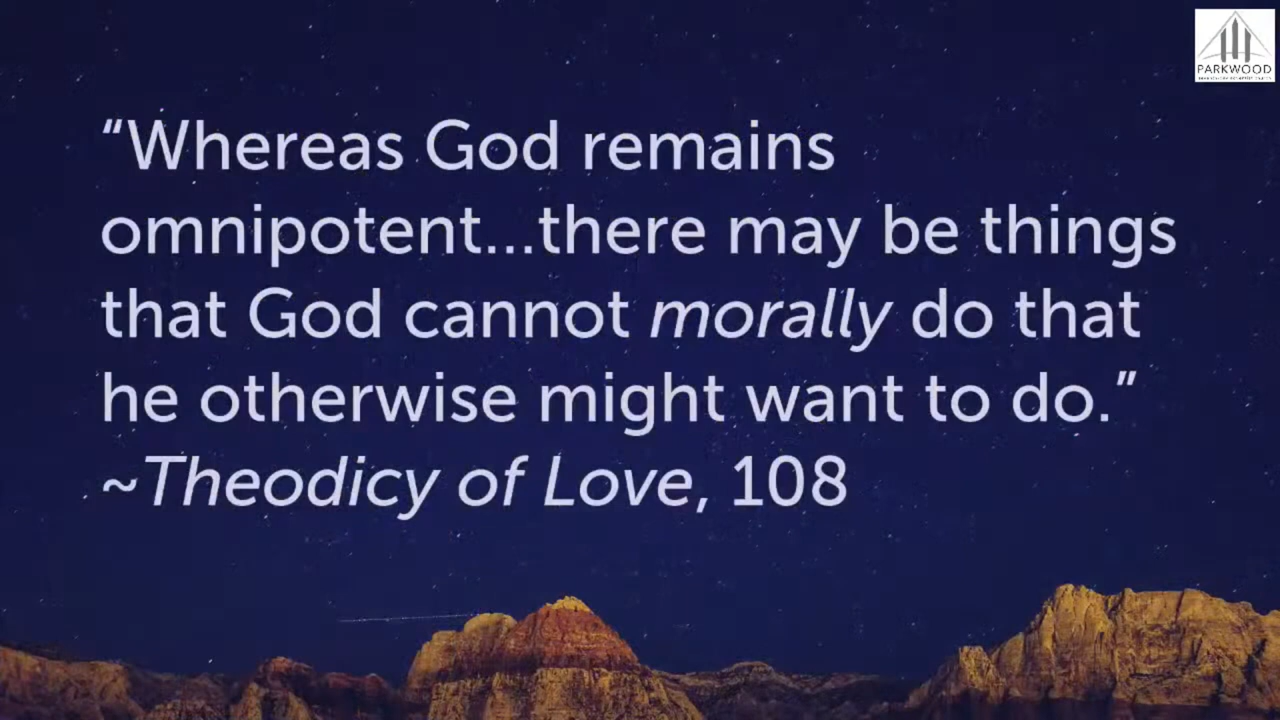 PARKWOOD
“Whereas God remains
omnipotent...there may be things
that God cannot morally do that
he otherwise might want to do.”
~Theodicy of Love, 108